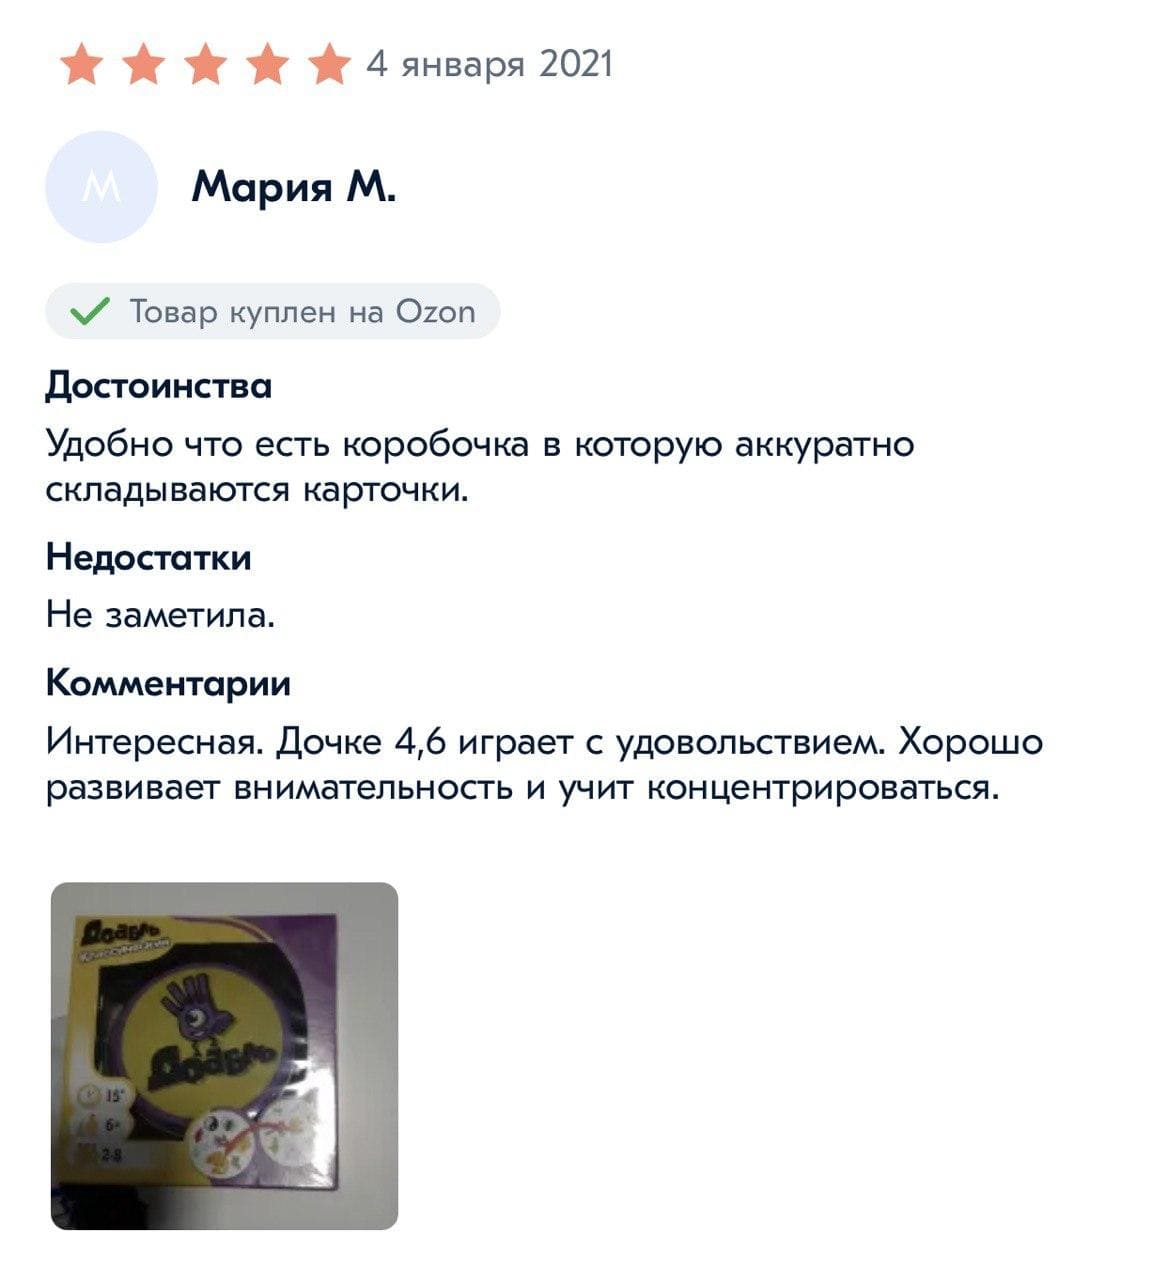 4 января 2021
М
Мария М.
Товар куплен на Ozon
Достоинства
Удобно что есть коробочка в которую аккуратно
складываются карточки.
Недостатки
Не заметила.
Комментарии
Интересная. Дочке 4,6 играет с удовольствием. Хорошо
развивает внимательность и учит концентрироваться.
Доббль
Доббль
15'
6+
2-8